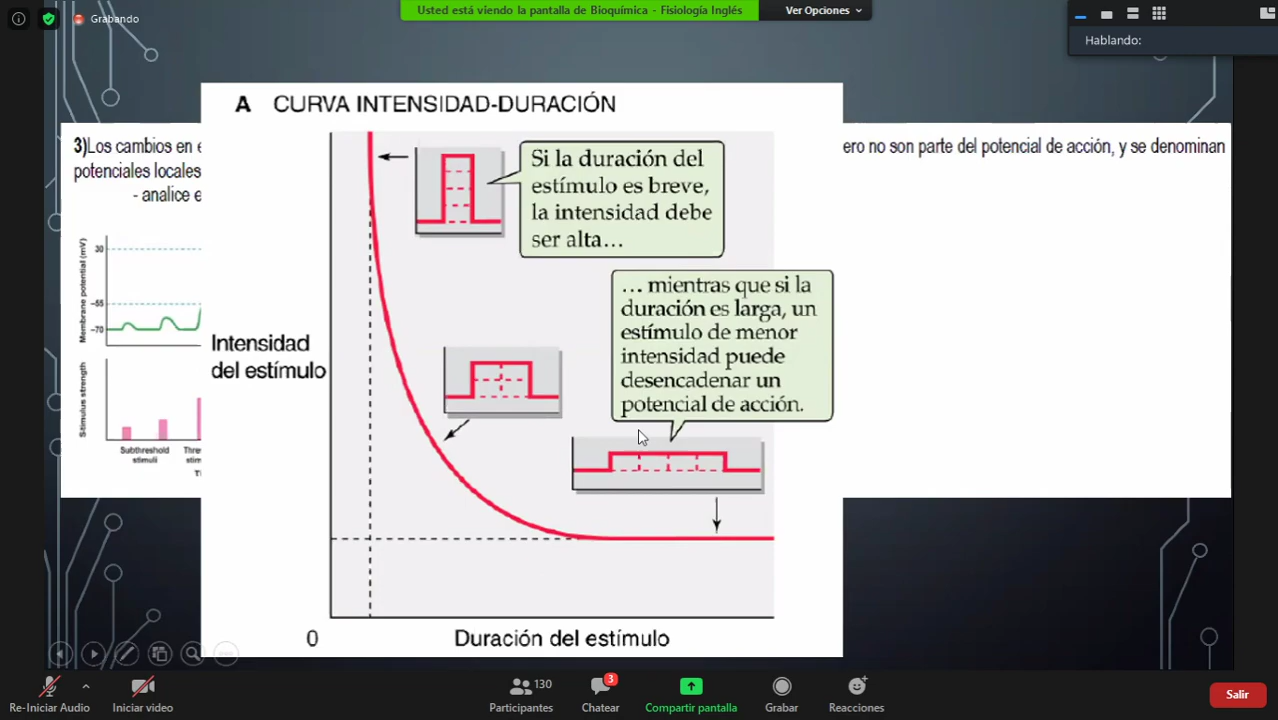 Grabando
Usted está viendo la pantalla de Bioquímica - Fisiología Inglés
Ver Opciones
Hablando:
A CURVA INTENSIDAD-DURACIÓN
3)Los cambios en e
ero no son parte del potencial de acción, y se denominan
potenciales locales
- analice e
Si la duración del
estímulo es breve,
la intensidad debe
ser alta…
… mientras que si la
duración es larga, un
estímulo de menor
intensidad puede
desencadenar un
potencial de acción.
Membrane potential (mV)
30
-55
-70
Stimulus strength
Subthreshold
stimuli
Thre
sti
Intensidad
del estímulo
0
Duración del estímulo
Re-Iniciar Audio
Iniciar video
130
Participantes
3
Chatear
Compartir pantalla
Grabar
Reacciones
Salir